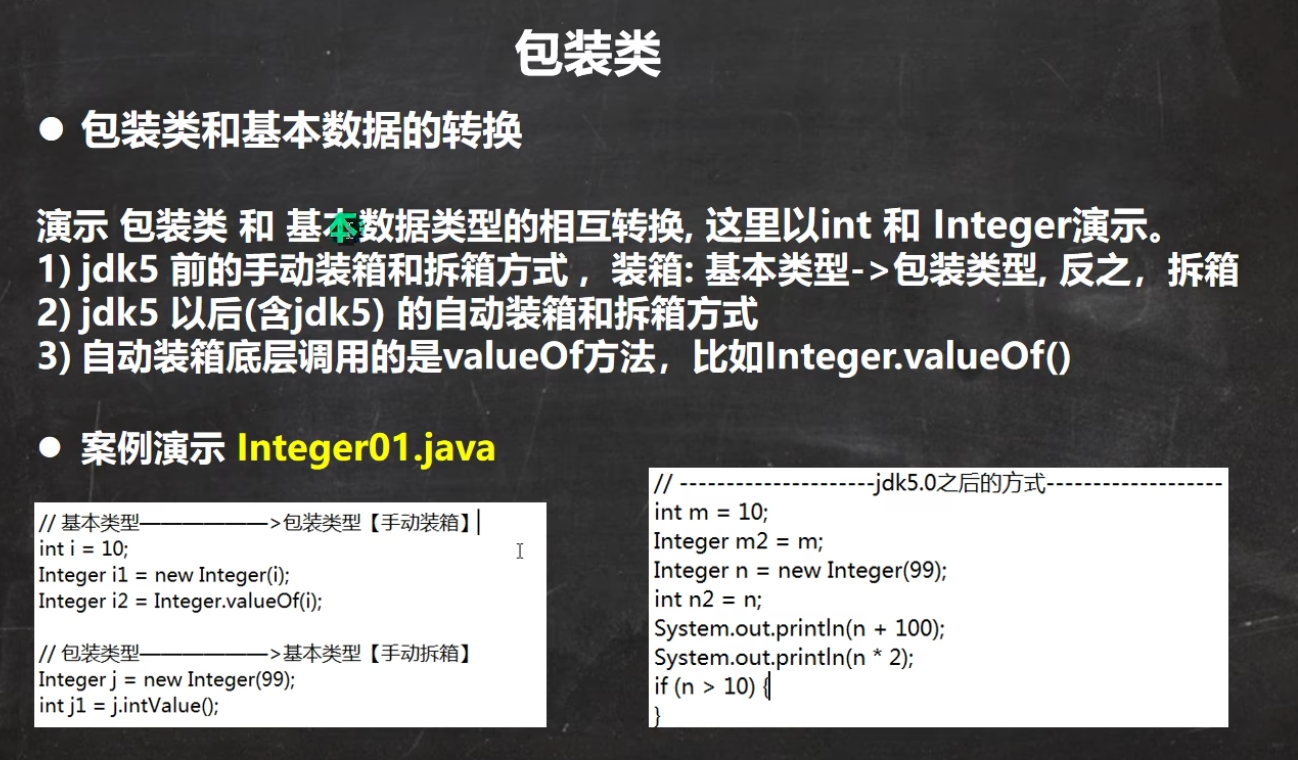 包装类
● 包装类和基本数据的转换
演示 包装类 和 基本数据类型的相互转换, 这里以int 和 Integer演示。
1) jdk5 前的手动装箱和拆箱方式 ，装箱: 基本类型->包装类型, 反之，拆箱
2) jdk5 以后(含jdk5) 的自动装箱和拆箱方式
3) 自动装箱底层调用的是valueOf方法，比如Integer.valueOf()
● 案例演示 Integer01.java
// 基本类型——————>包装类型【手动装箱】
int i = 10;
Integer i1 = new Integer(i);
Integer i2 = Integer.valueOf(i);
// 包装类型——————>基本类型【手动拆箱】
Integer j = new Integer(99);
int j1 = j.intValue();
// ---------------------jdk5.0之后的方式-------------------
int m = 10;
Integer m2 = m;
Integer n = new Integer(99);
int n2 = n;
System.out.println(n + 100);
System.out.println(n * 2);
if (n > 10) {
}